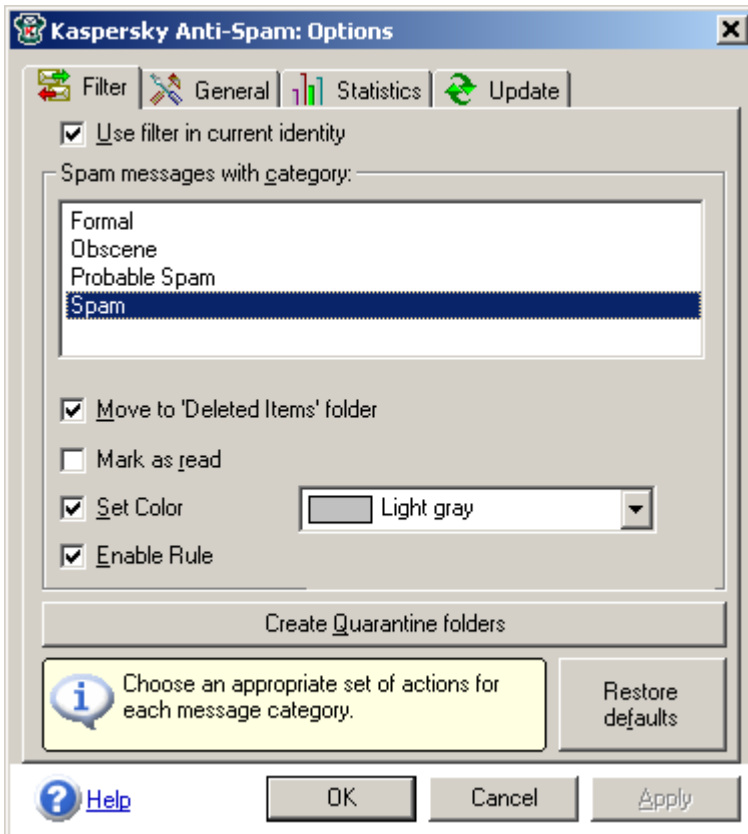 Kaspersky Anti-Spam: Options
Filter General Statistics Update
Use filter in current identity
Spam messages with category:
Formal
Obscene
Probable Spam
Spam
Move to 'Deleted Items' folder
Mark as read
Set Color Light gray
Enable Rule
Create Quarantine folders
Choose an appropriate set of actions for
each message category.
Restore
defaults
Help OK Cancel Apply